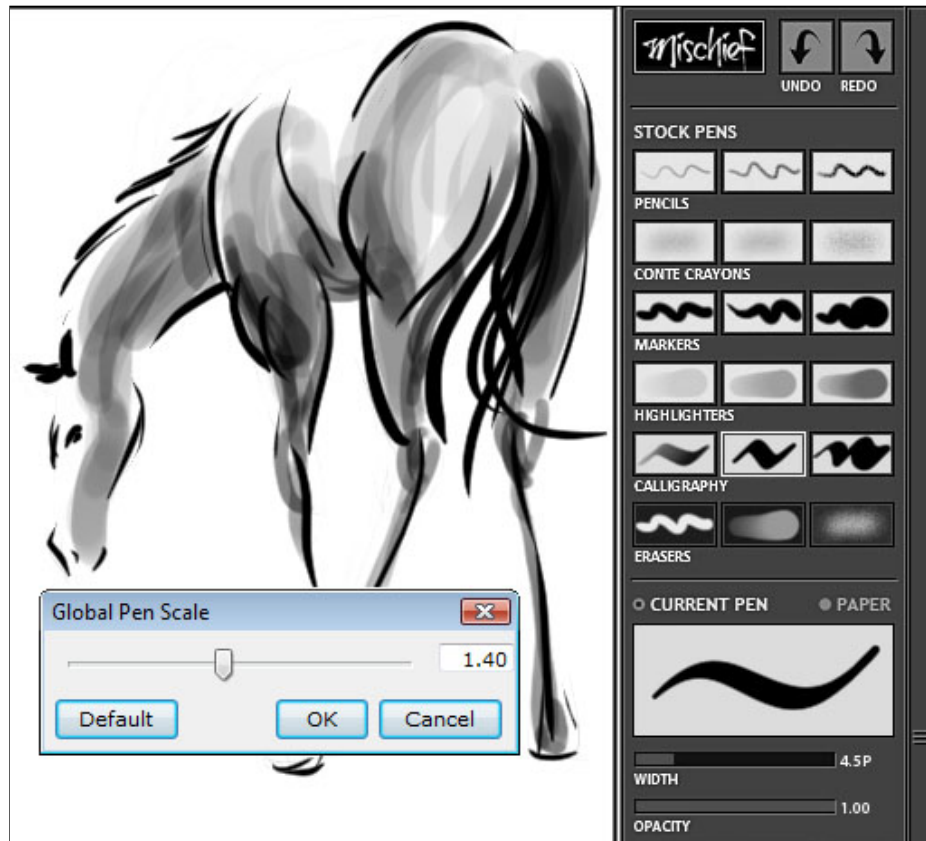 mischief
UNDO REDO
STOCK PENS
PENCILS
CONTE CRAYONS
MARKERS
HIGHLIGHTERS
CALLIGRAPHY
ERASERS
CURRENT PEN PAPER
4.5P
WIDTH
1.00
OPACITY
Global Pen Scale
1.40
Default OK Cancel